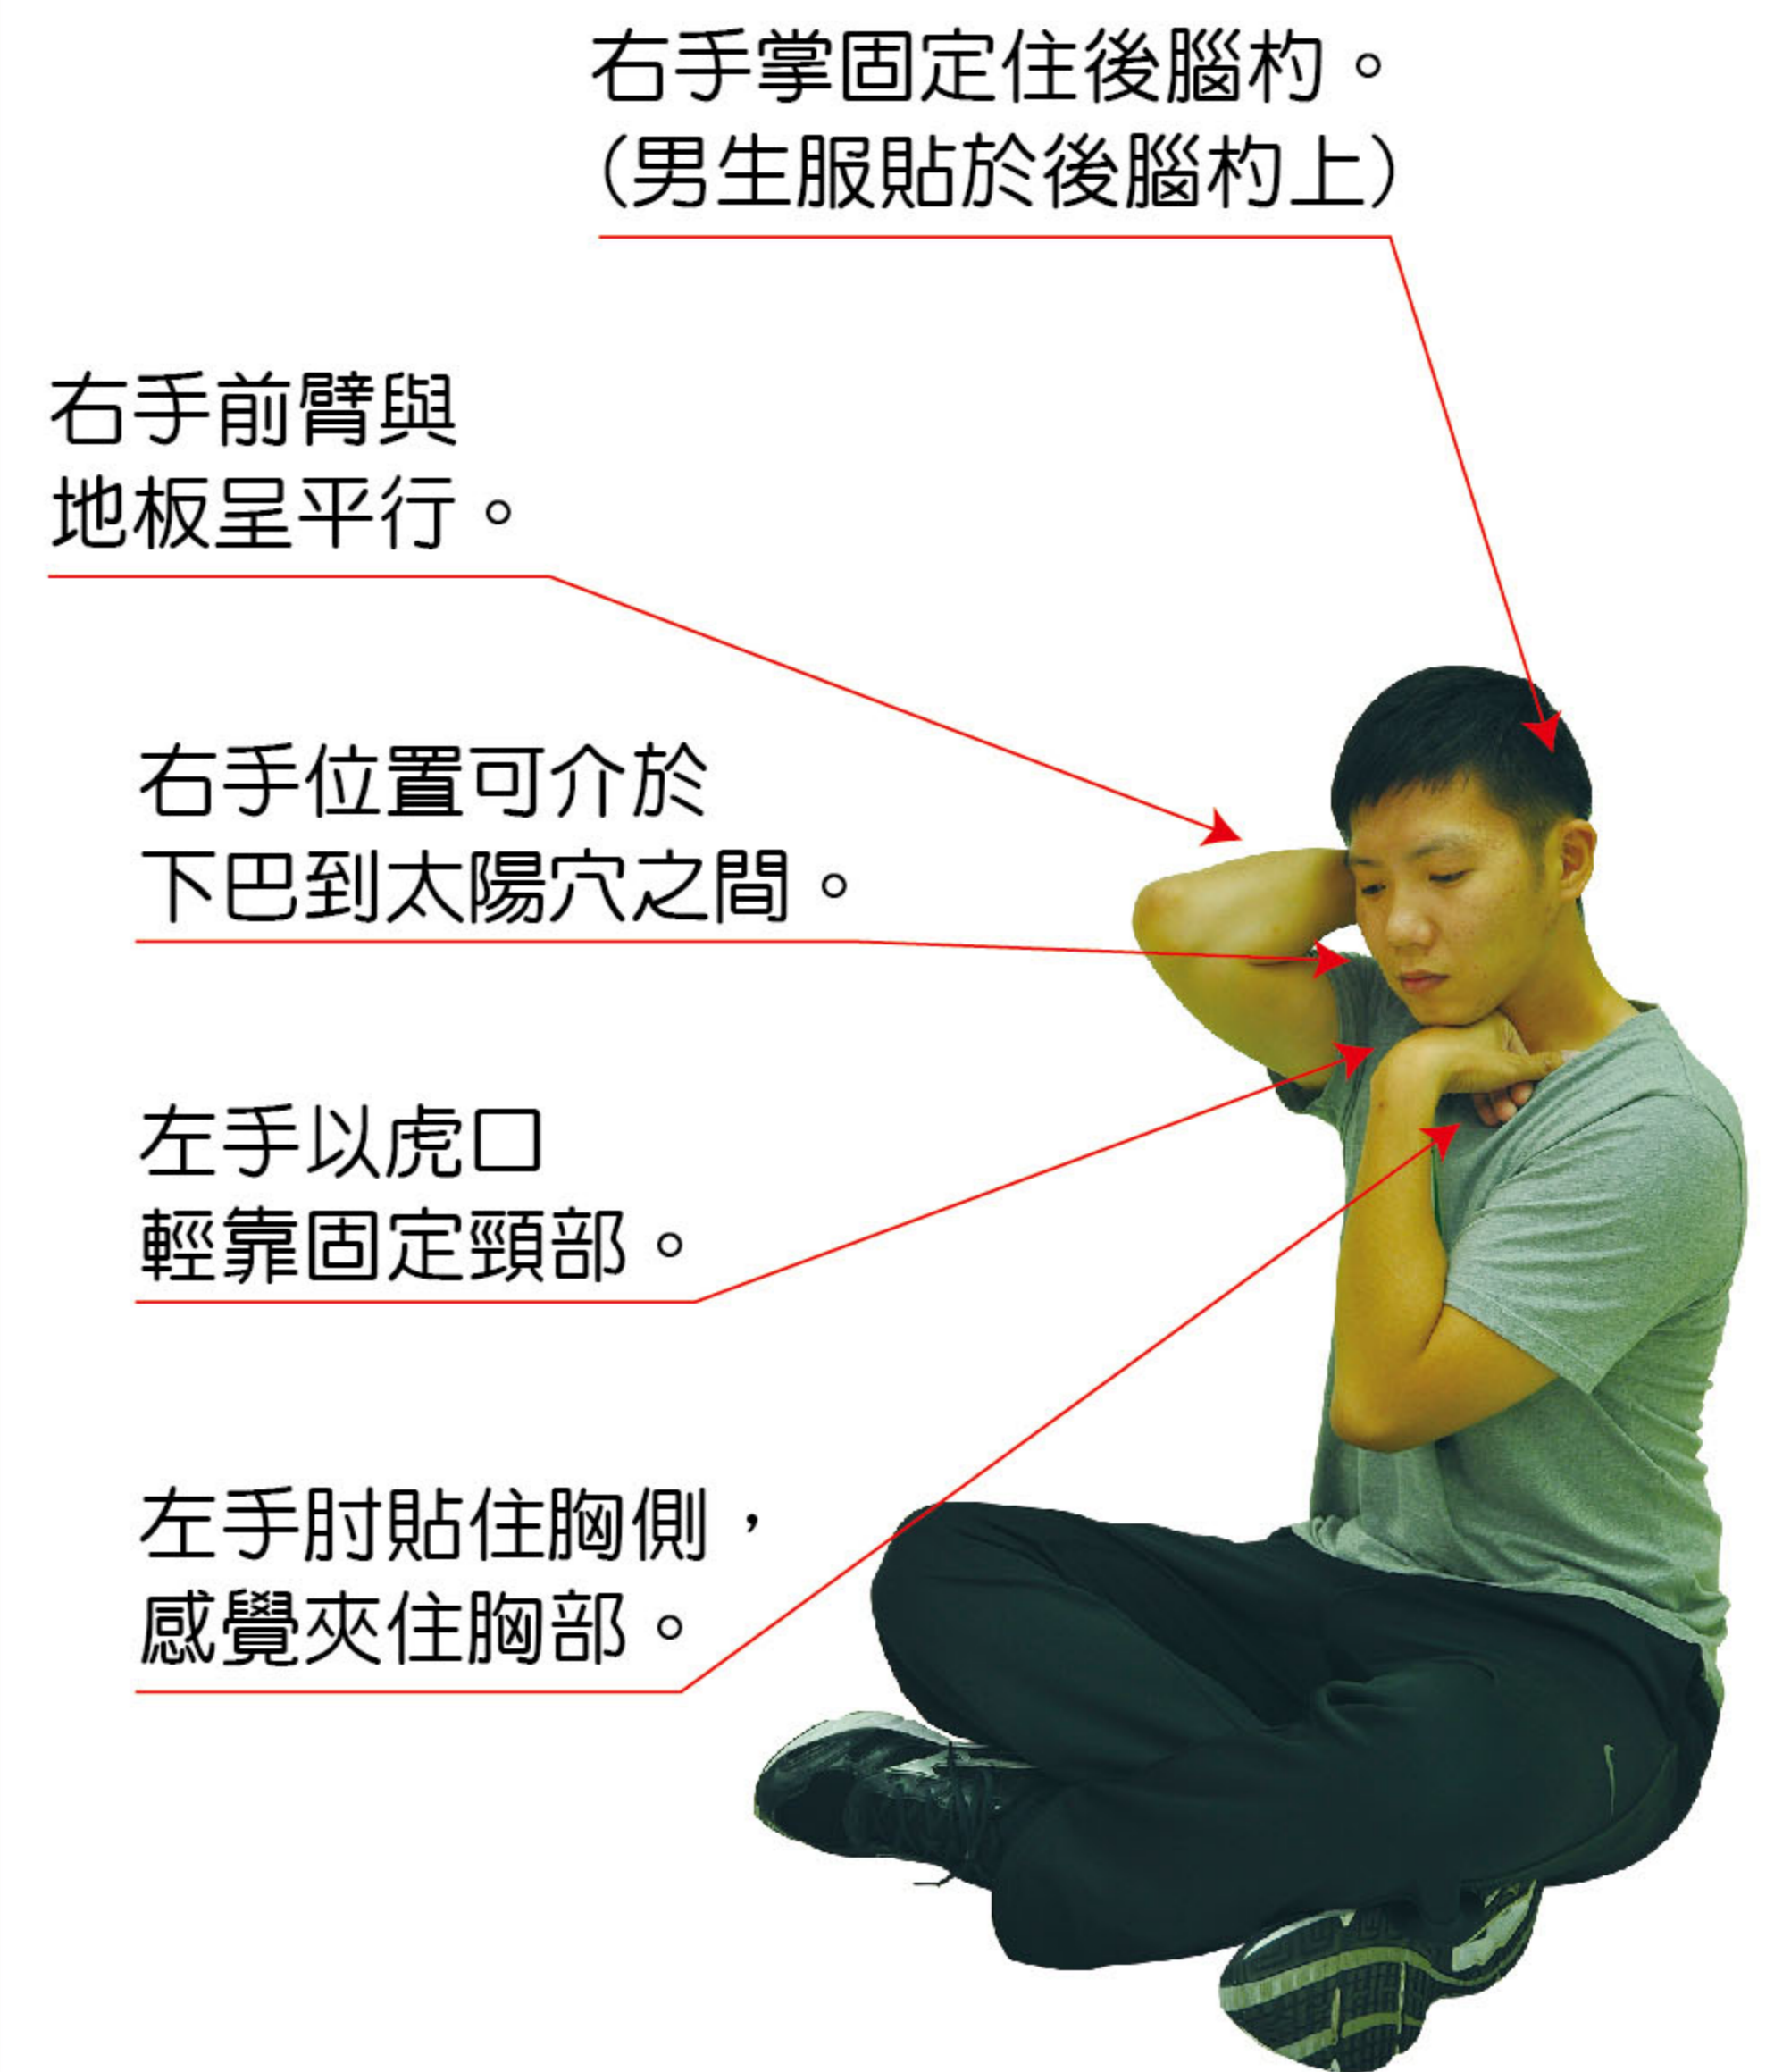 右手掌固定住後腦杓。
(男生服貼於後腦杓上)
右手前臂與
地板呈平行。
右手位置可介於
下巴到太陽穴之間。
左手以虎口
輕靠固定頸部。
左手肘貼住胸側，
感覺夾住胸部。